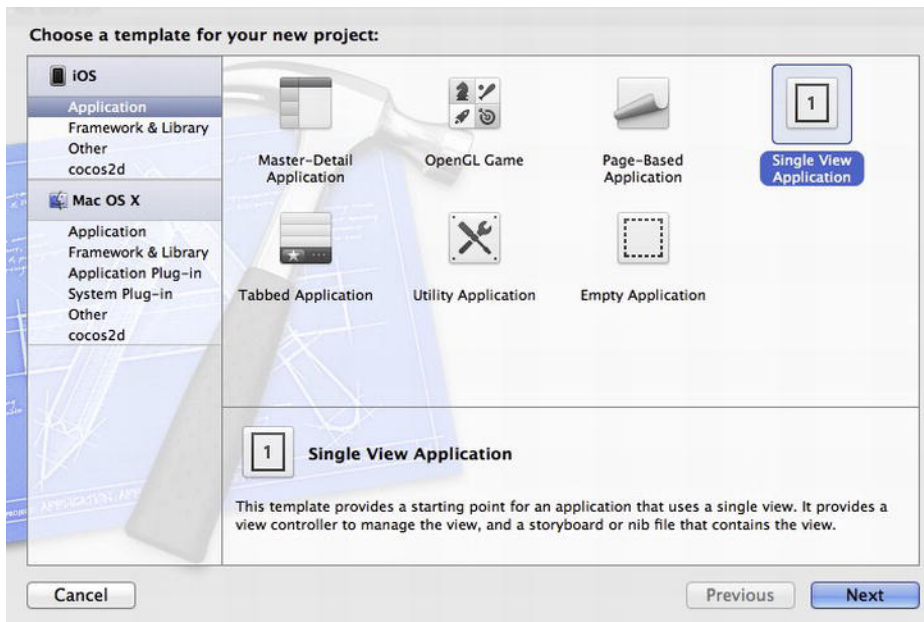 Choose a template for your new project:
iOS
Application
Framework & Library
Other
cocos2d
Mac OS X
Application
Framework & Library
Application Plug-in
System Plug-in
Other
cocos2d
Master-Detail
Application
OpenGL Game
Page-Based
Application
1
Single View
Application
Tabbed Application
Utility Application
Empty Application
1
Single View Application
This template provides a starting point for an application that uses a single view. It provides a
view controller to manage the view, and a storyboard or nib file that contains the view.
Cancel
Previous
Next